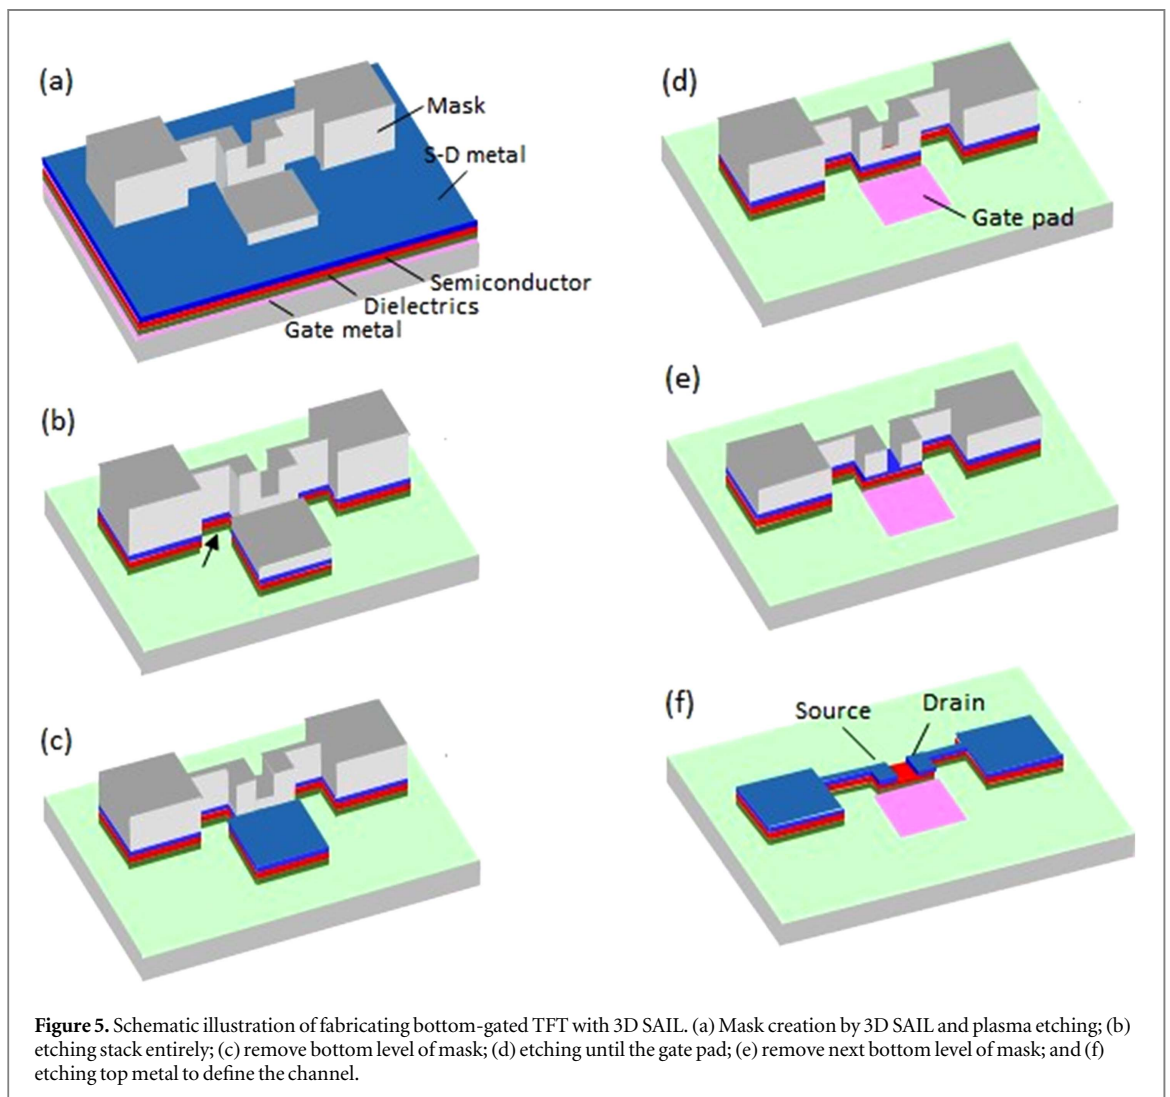 (a)
Mask
S-D metal
Semiconductor
Dielectrics
Gate metal
(b)
(c)
(d)
Gate pad
(e)
(f)
Source
Drain
Figure 5. Schematic illustration of fabricating bottom-gated TFT with 3D SAIL. (a) Mask creation by 3D SAIL and plasma etching; (b)
etching stack entirely; (c) remove bottom level of mask; (d) etching until the gate pad; (e) remove next bottom level of mask; and (f)
etching top metal to define the channel.